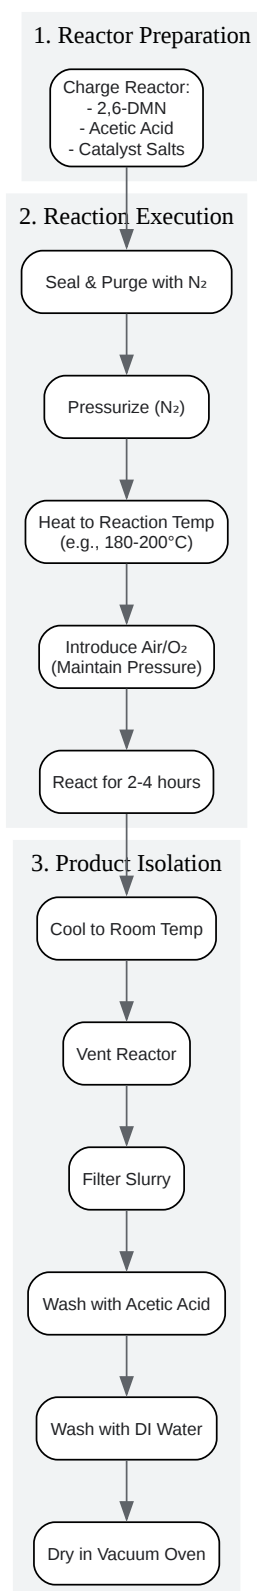 1. Reactor Preparation
Charge Reactor:
- 2,6-DMN
- Acetic Acid
- Catalyst Salts
2. Reaction Execution
Seal & Purge with N₂
Pressurize (N₂)
Heat to Reaction Temp
(e.g., 180-200°C)
Introduce Air/O₂
(Maintain Pressure)
React for 2-4 hours
3. Product Isolation
Cool to Room Temp
Vent Reactor
Filter Slurry
Wash with Acetic Acid
Wash with DI Water
Dry in Vacuum Oven